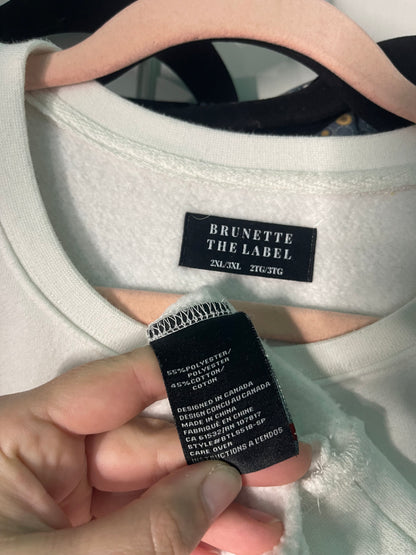 BRUNETTE
THE LABEL
2XL/3XL 2TG/3TG
55%POLYESTER/
POLYESTER
45%COTTON/
COTON
DESIGNED IN CANADA
DESIGN CONCU AU CANADA
MADE IN CHINA
FABRIQUÉ EN CHINE
CA 61592/RN 107817
CARE OVER
INSTRUCTIONS A L'ENDOS